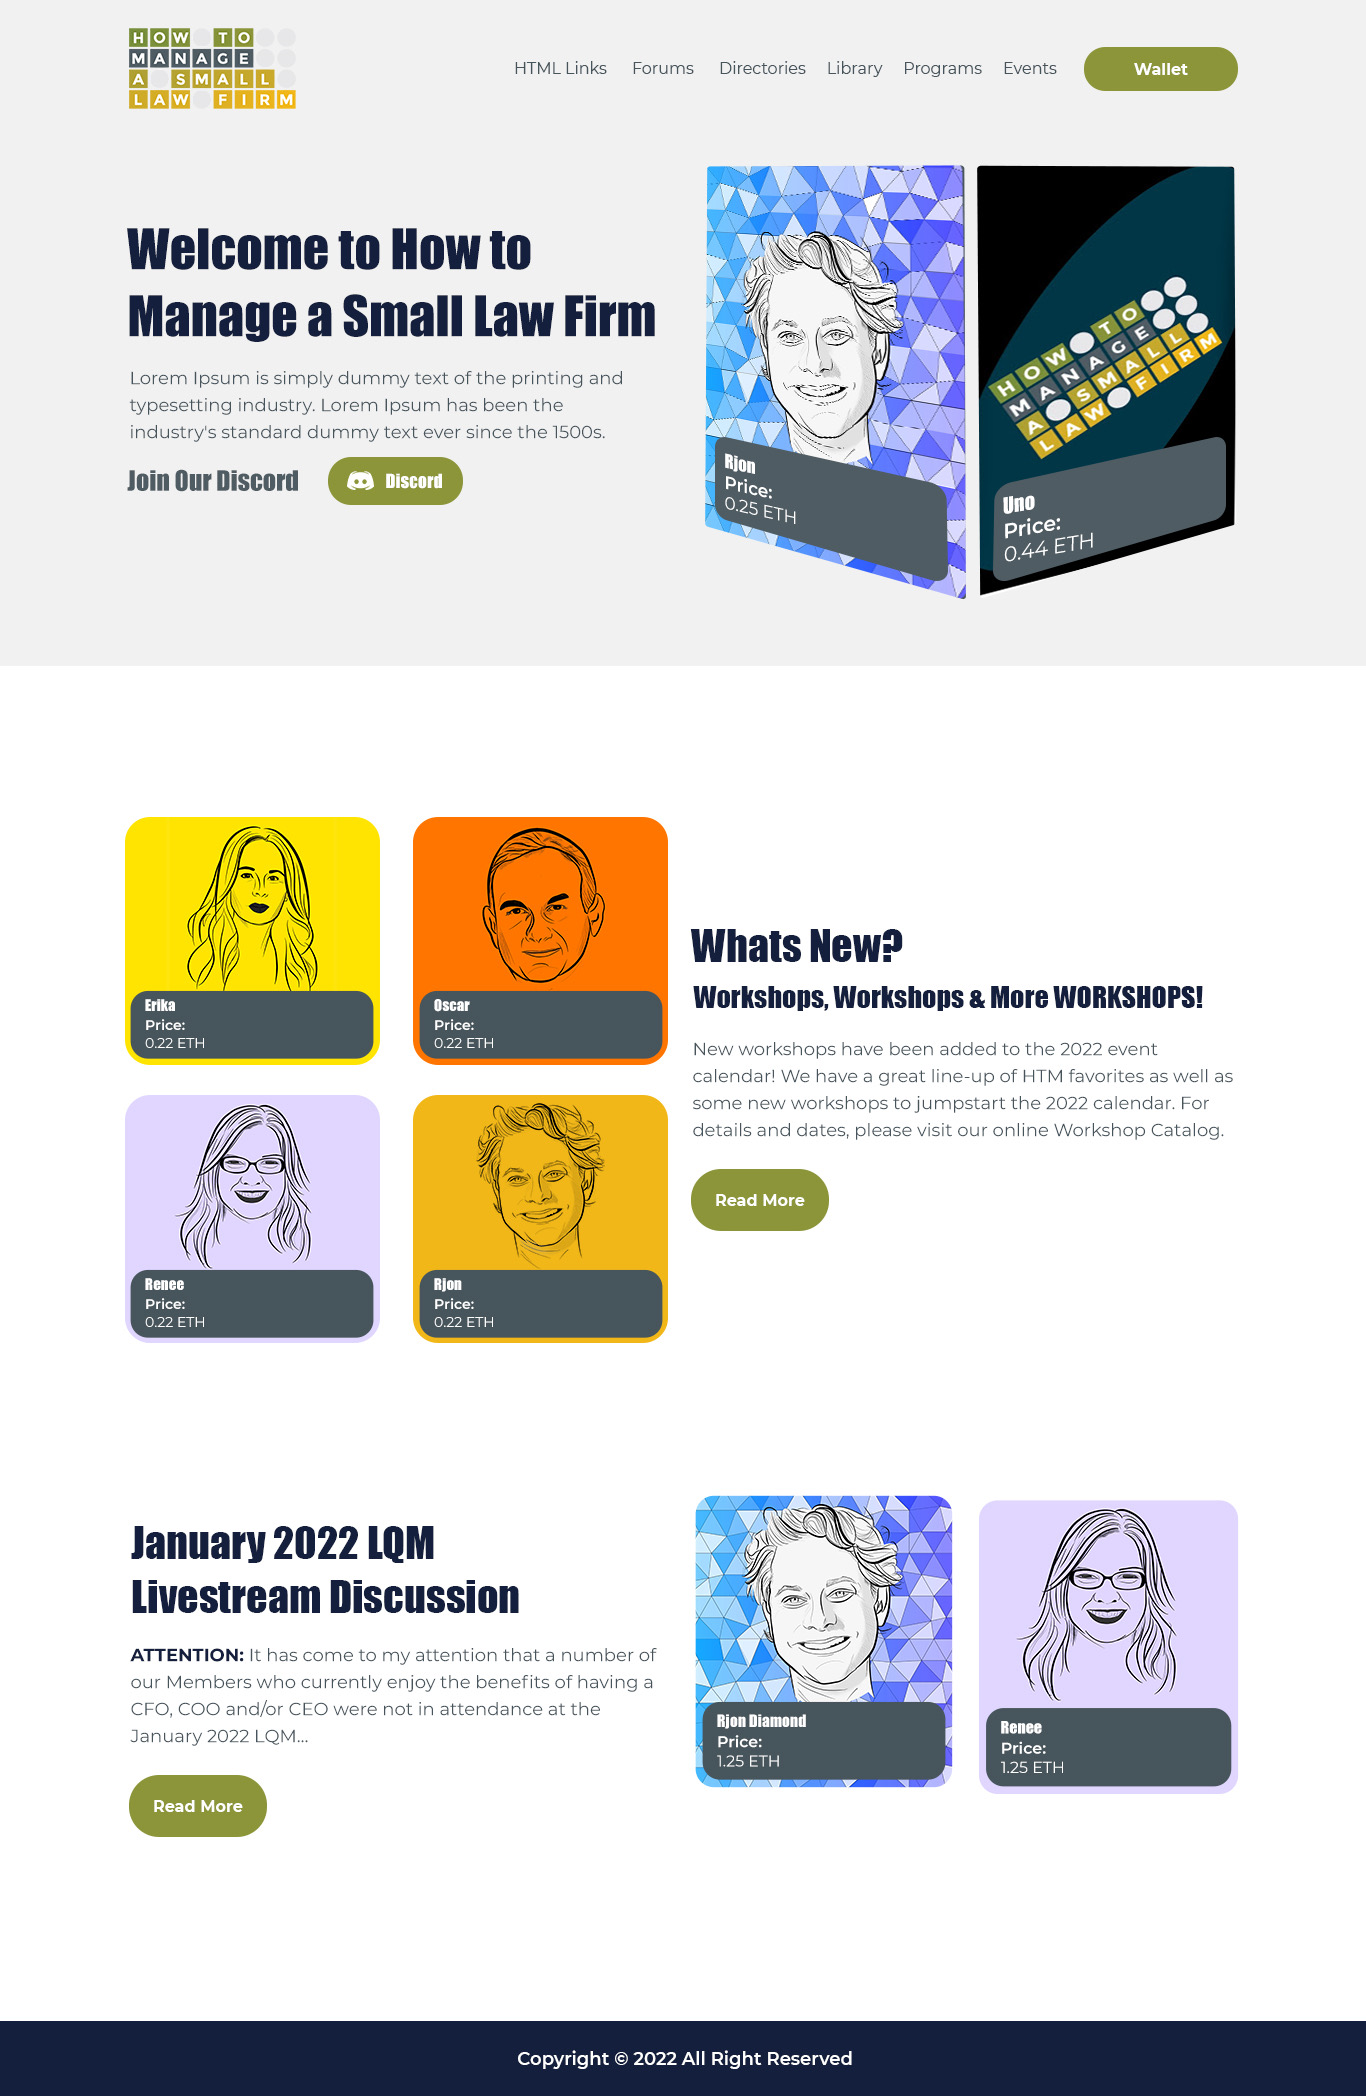 HOW TO
MANAGE
A SMALL
LAW FIRM
HTML Links Forums Directories Library Programs Events Wallet
Welcome to How to
Manage a Small Law Firm
Lorem Ipsum is simply dummy text of the printing and
typesetting industry. Lorem Ipsum has been the
industry's standard dummy text ever since the 1500s.
Join Our Discord
Discord
Rjon
Price:
0.25 ETH
HOW TO
MANAGE
A SMALL
LAW FIRM
Uno
Price:
0.44 ETH
Erika
Price:
0.22 ETH
Oscar
Price:
0.22 ETH
Renee
Price:
0.22 ETH
Rjon
Price:
0.22 ETH
Whats New?
Workshops, Workshops & More WORKSHOPS!
New workshops have been added to the 2022 event
calendar! We have a great line-up of HTM favorites as well as
some new workshops to jumpstart the 2022 calendar. For
details and dates, please visit our online Workshop Catalog.
Read More
January 2022 LQM
Livestream Discussion
ATTENTION: It has come to my attention that a number of
our Members who currently enjoy the benefits of having a
CFO, COO and/or CEO were not in attendance at the
January 2022 LQM...
Read More
Rjon Diamond
Price:
1.25 ETH
Renee
Price:
1.25 ETH
Copyright © 2022 All Right Reserved